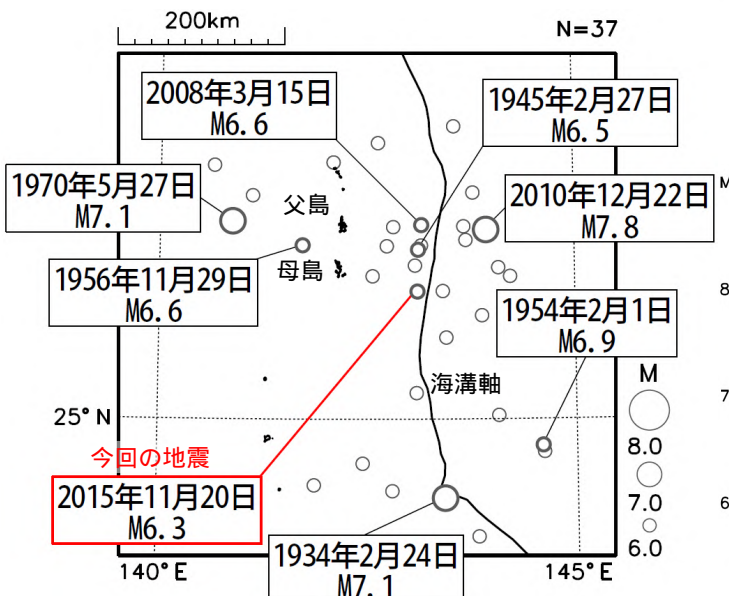 200km
N=37
2008年3月15日
M6.6
1945年2月27日
M6.5
1970年5月27日
M7.1
父島
2010年12月22日
M7.8
M
母島
1956年11月29日
M6.6
8
1954年2月1日
M6.9
海溝軸
M
7
25°N
8.0
今回の地震
2015年11月20日
M6.3
7.0
6
6.0
1934年2月24日
M7.1
140°E
145°E